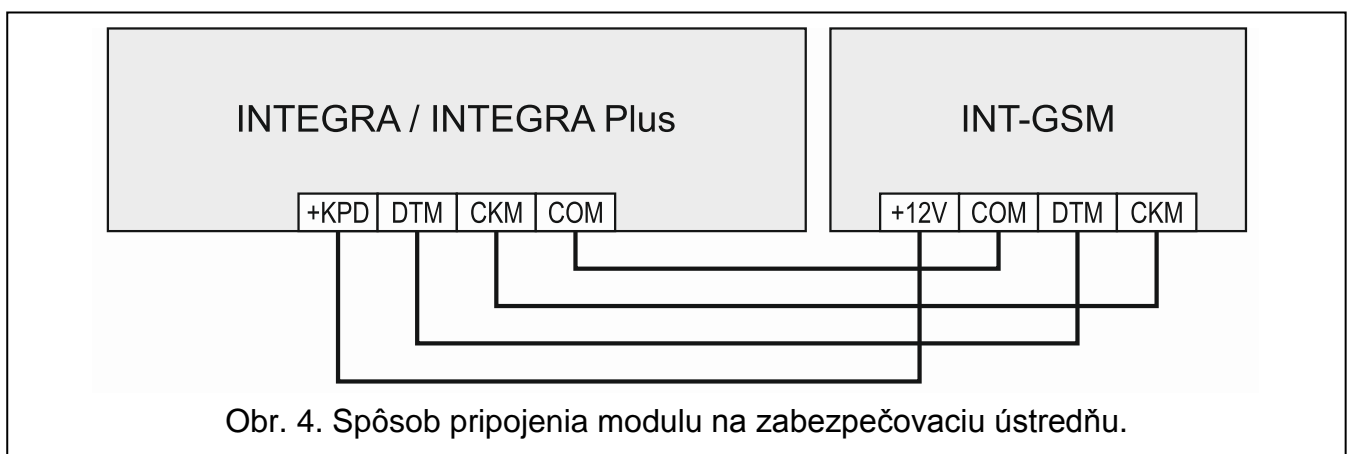 INTEGRA / INTEGRA Plus
INT-GSM
+KPD DTM CKM COM
+12V COM DTM CKM
Obr. 4. Spôsob pripojenia modulu na zabezpečovaciu ústredňu.